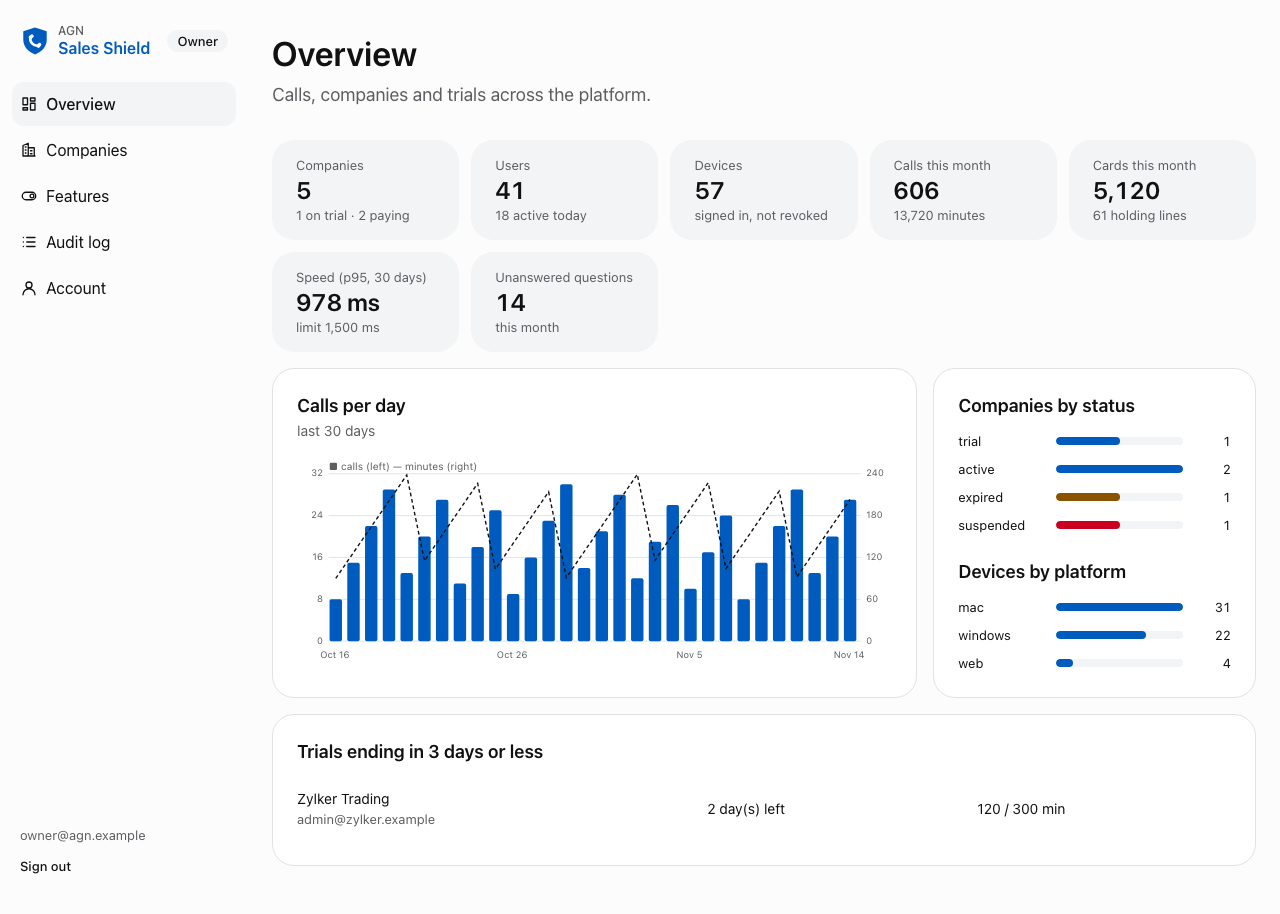 AGN
Sales Shield
Owner
Overview
Companies
Features
Audit log
Account
owner@agn.example
Sign out
Overview
Calls, companies and trials across the platform.
Companies
5
1 on trial · 2 paying
Users
41
18 active today
Devices
57
signed in, not revoked
Calls this month
606
13,720 minutes
Cards this month
5,120
61 holding lines
Speed (p95, 30 days)
978 ms
limit 1,500 ms
Unanswered questions
14
this month
Calls per day
last 30 days
calls (left) — minutes (right)
32 240
24 180
16 120
8 60
0 0
Oct 16 Oct 26 Nov 5 Nov 14
Companies by status
trial 1
active 2
expired 1
suspended 1
Devices by platform
mac 31
windows 22
web 4
Trials ending in 3 days or less
Zylker Trading
admin@zylker.example
2 day(s) left
120 / 300 min